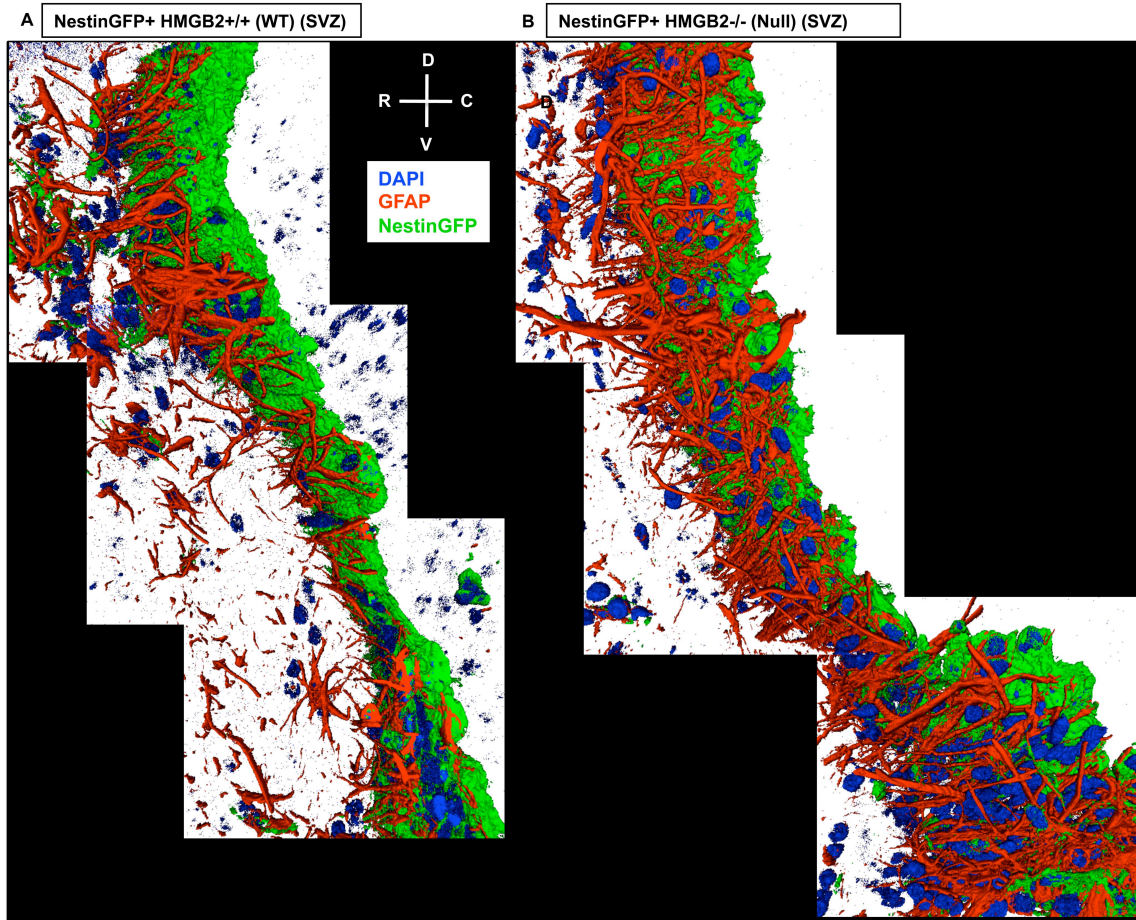 A NestinGFP+ HMGB2+/+ (WT) (SVZ)
B NestinGFP+ HMGB2-/- (Null) (SVZ)
D
R C
V
DAPI
GFAP
NestinGFP
D